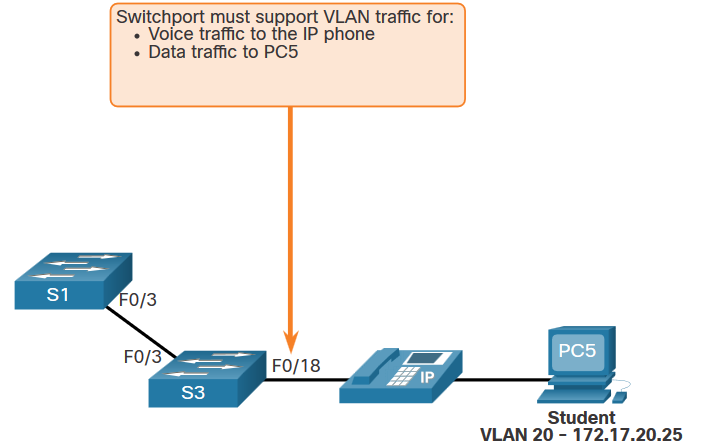 Switchport must support VLAN traffic for:
• Voice traffic to the IP phone
• Data traffic to PC5
S1
F0/3
F0/3
S3
F0/18
IP
PC5
Student
VLAN 20 – 172.17.20.25